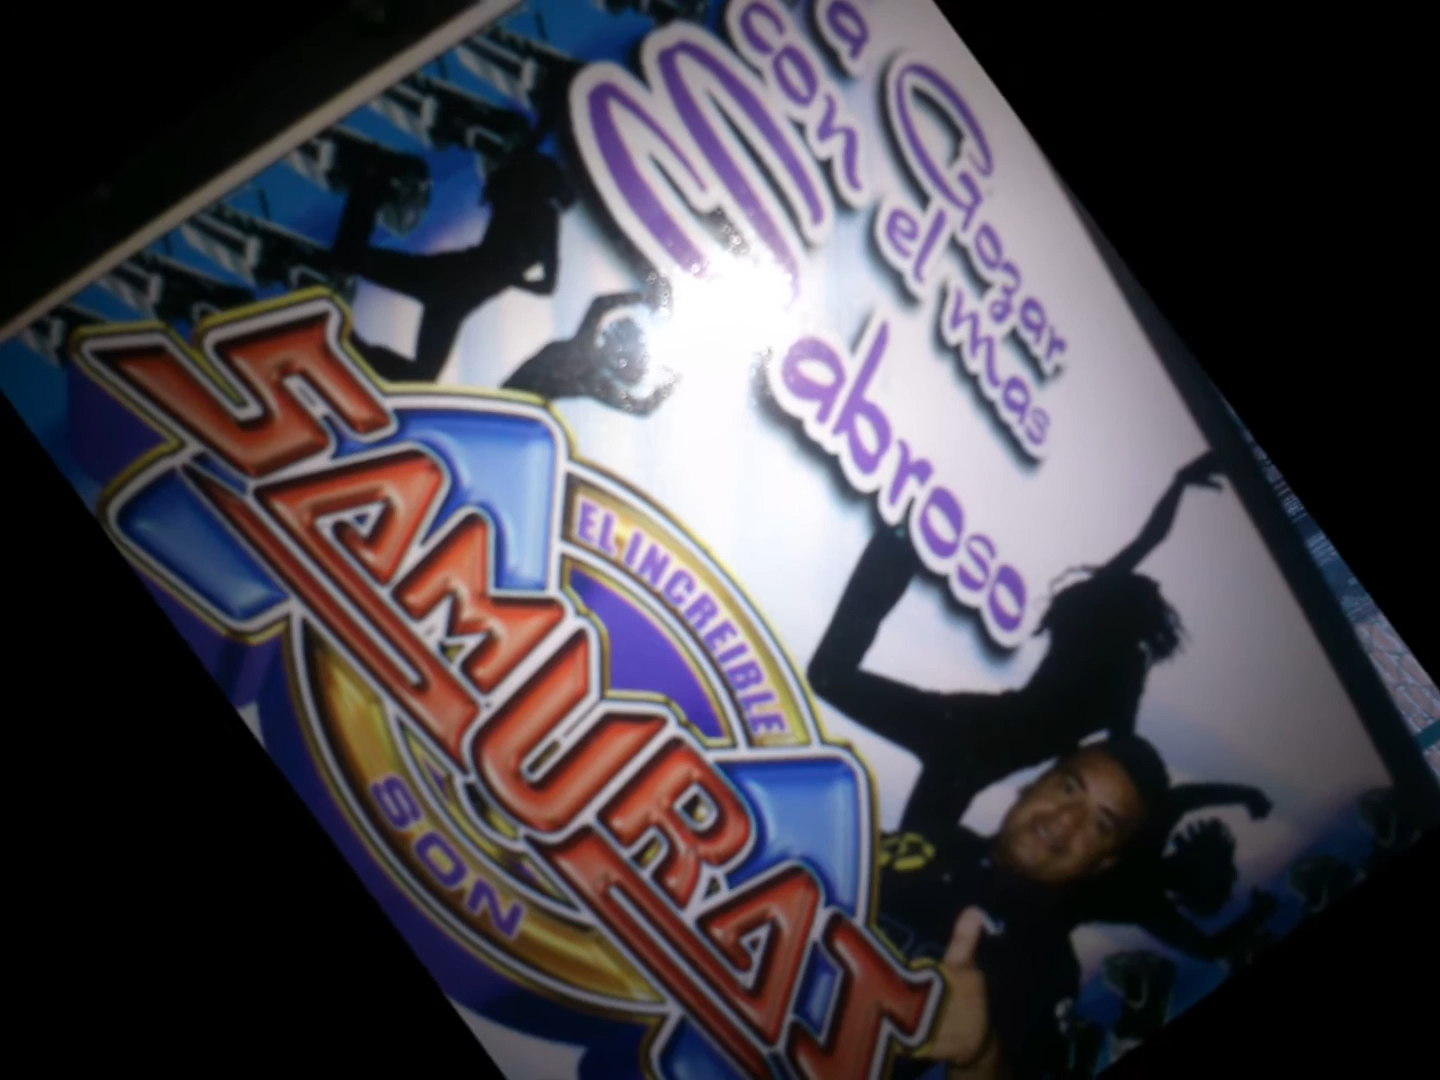 a Gozar,
con el mas
abroso
EL INCREIBLE
SAMURAI
SON